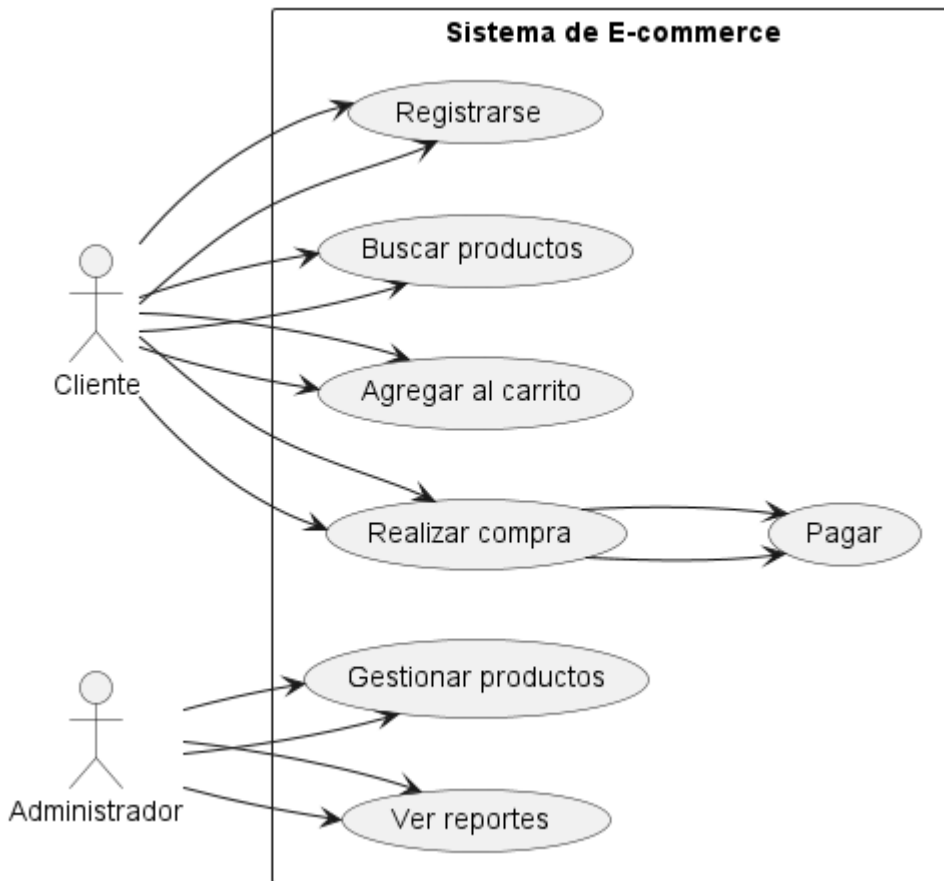 Sistema de E-commerce
Registrarse
Buscar productos
Cliente
Agregar al carrito
Realizar compra
Pagar
Gestionar productos
Administrador
Ver reportes